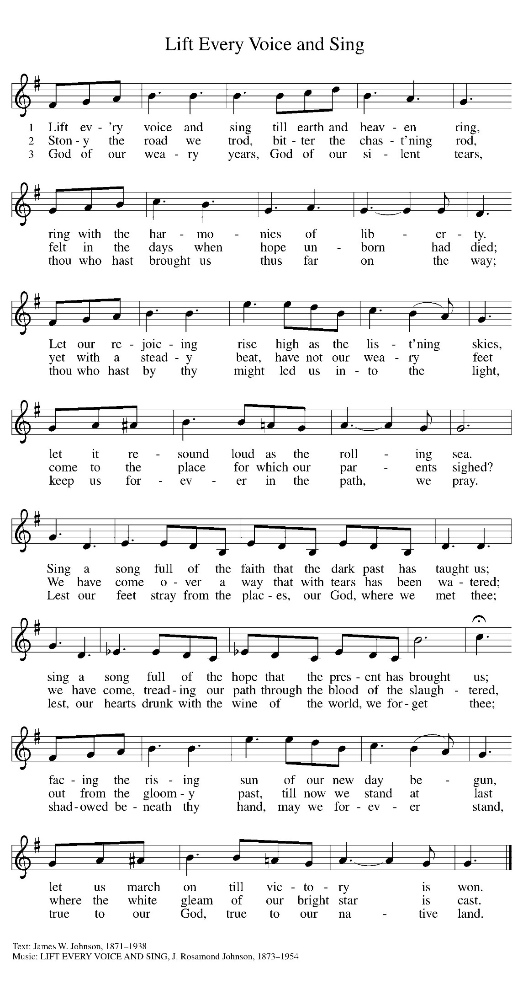 Lift Every Voice and Sing
1 Lift ev - 'ry voice and sing till earth and heav - en ring,
2 Ston - y the road we trod, bit - ter the chas - t'ning rod,
3 God of our wea - ry years, God of our si - lent tears,
ring with the har - mo - nies of lib - er - ty.
felt in the days when hope un - born had died;
thou who hast brought us thus far on the way;
Let our re - joic - ing rise high as the lis - t'ning skies,
yet with a stead - y beat, have not our wea - ry feet
thou who hast by thy might led us in - to the light,
let it re - sound loud as the roll - ing sea.
come to the place for which our par - ents sighed?
keep us for - ev - er in the path, we pray.
Sing a song full of the faith that the dark past has taught us;
We have come o - ver a way that with tears has been wa - tered;
Lest our feet stray from the plac - es, our God, where we met thee;
sing a song full of the hope that the pres - ent has brought us;
we have come, tread - ing our path through the blood of the slaugh - tered,
lest, our hearts drunk with the wine of the world, we for - get thee;
fac - ing the ris - ing sun of our new day be - gun,
out from the gloom - y past, till now we stand at last
shad - owed be - neath thy hand, may we for - ev - er stand,
let us march on till vic - to - ry is won.
where the white gleam of our bright star is cast.
true to our God, true to our na - tive land.
Text: James W. Johnson, 1871–1938
Music: LIFT EVERY VOICE AND SING, J. Rosamond Johnson, 1873–1954